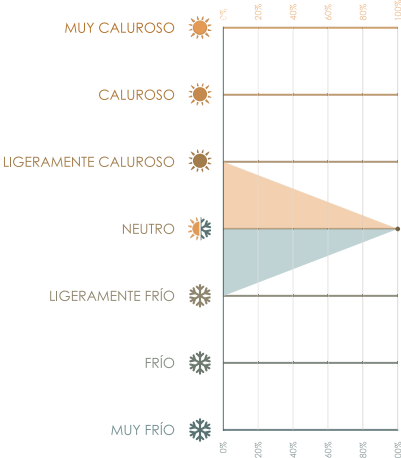 0% 20% 40% 60% 80% 100%
MUY CALUROSO
CALUROSO
LIGERAMENTE CALUROSO
NEUTRO
LIGERAMENTE FRÍO
FRÍO
MUY FRÍO
0% 20% 40% 60% 80% 00%